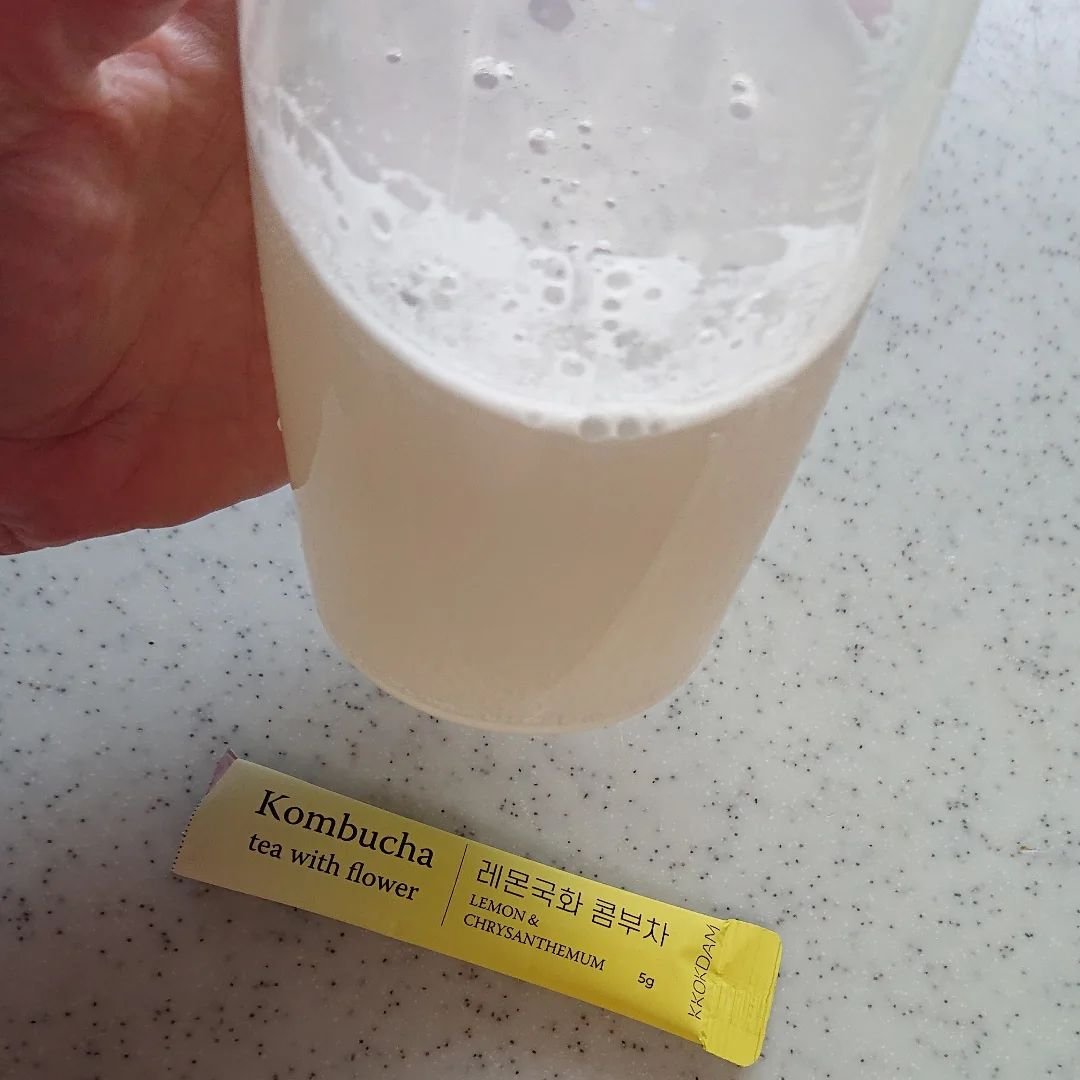 Kombucha
tea with flower
레몬국화 콤부차
LEMON &
CHRYSANTHEMUM
5g
KKOKDAM